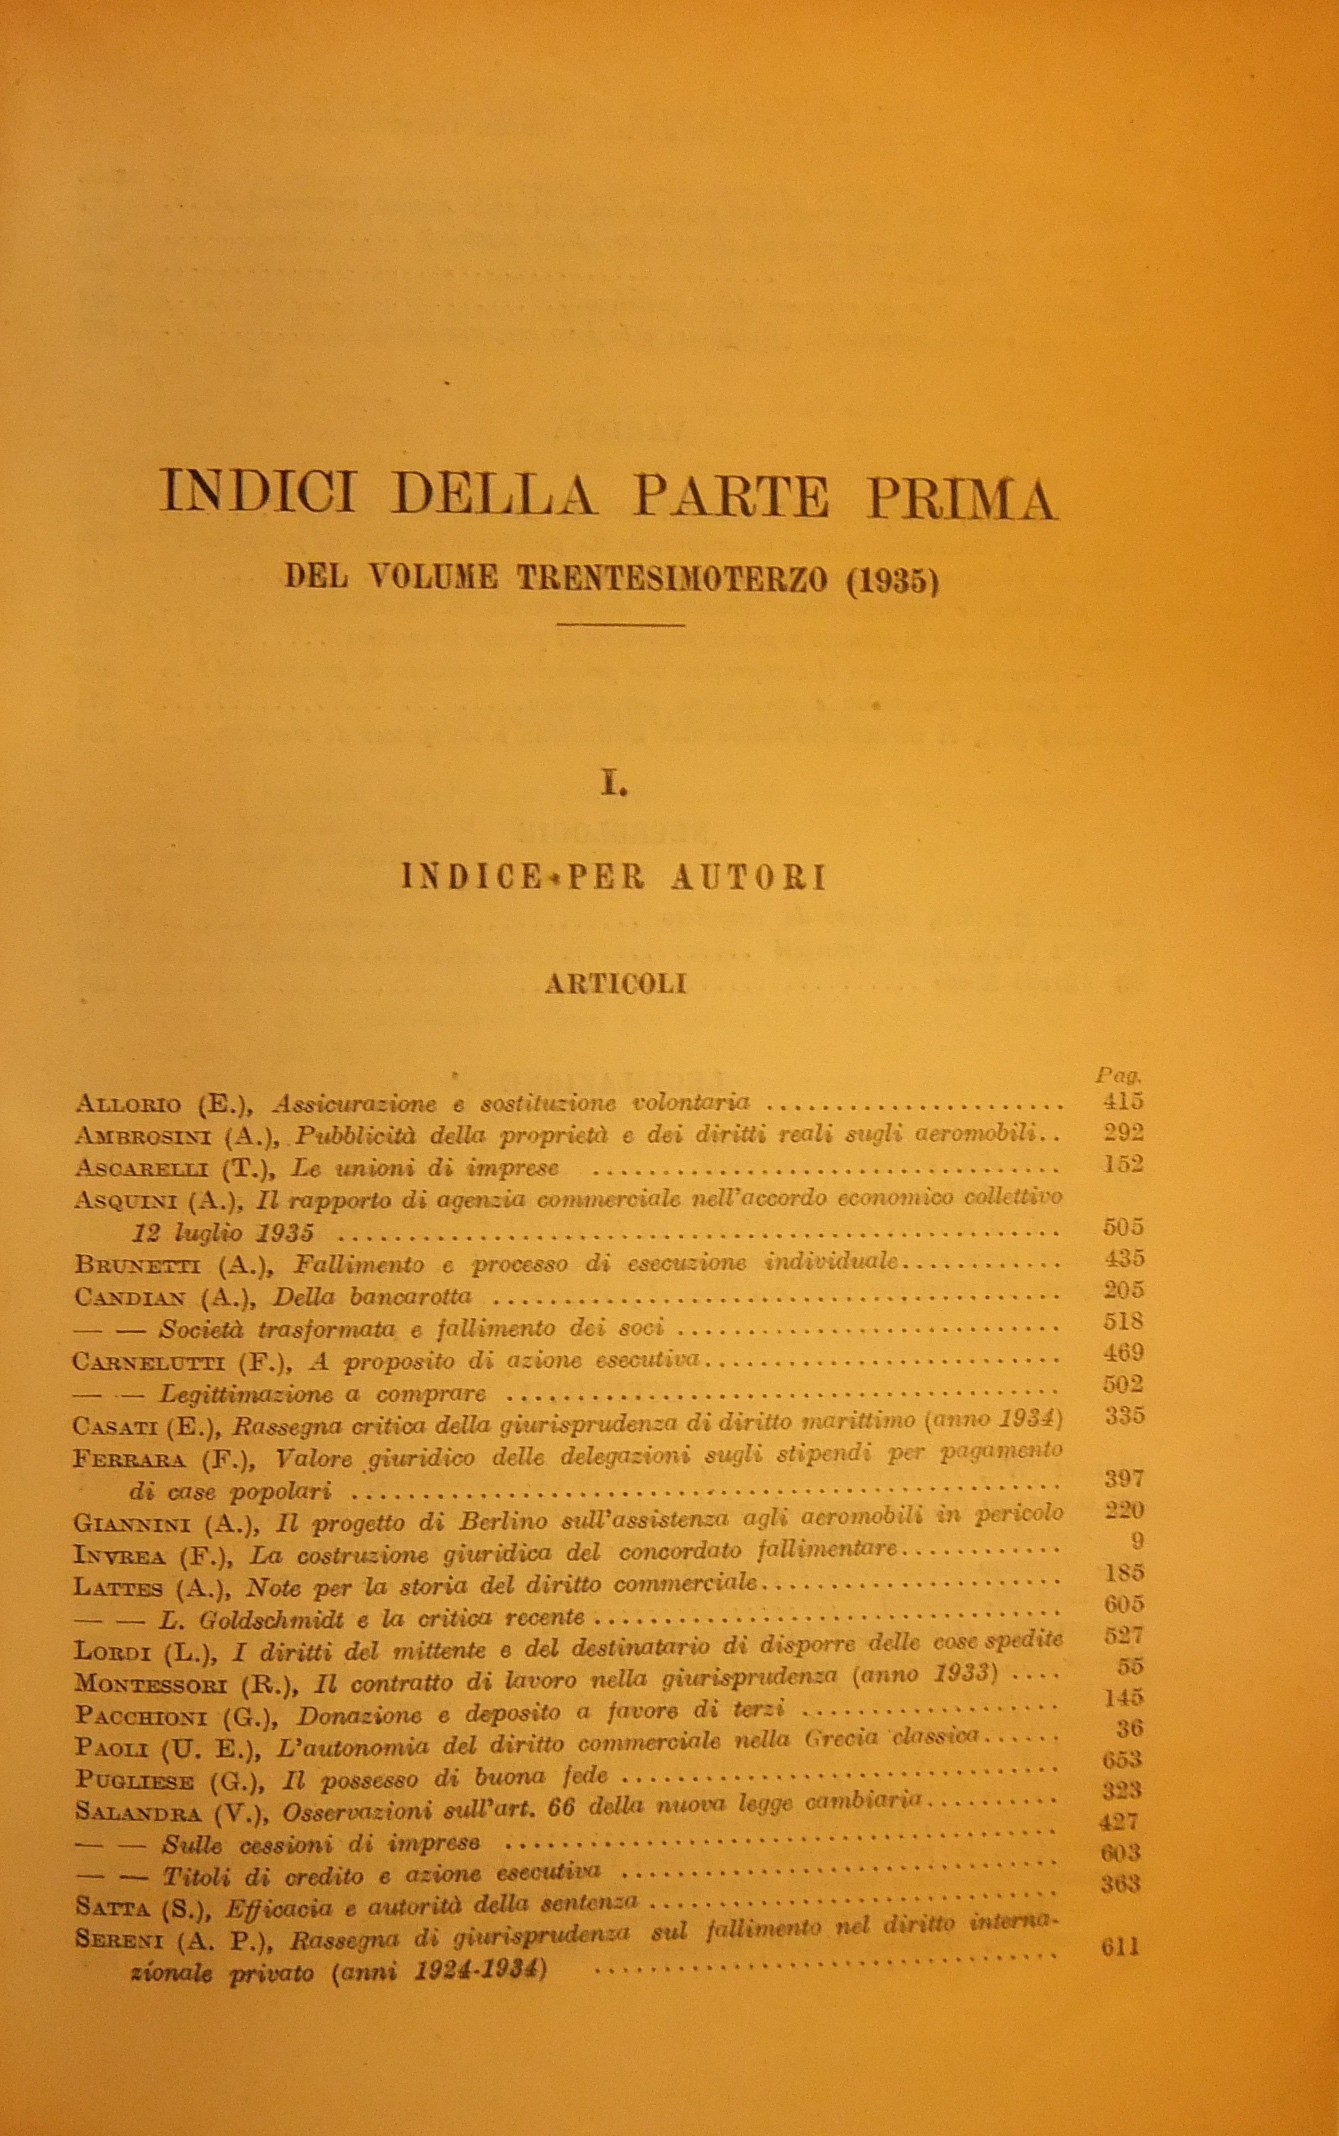 INDICI DELLA PARTE PRIMA
DEL VOLUME TRENTESIMOTERZO (1935)
I.
INDICE PER AUTORI
ARTICOLI
Pag.
ALLORIO (E.), Assicurazione e sostituzione volontaria ........................ 415
AMBROSINI (A.), Pubblicità della proprietà e dei diritti reali sugli aeromobili.. 292
ASCARELLI (T.), Le unioni di imprese ........................ 152
ASQUINI (A.), Il rapporto di agenzia commerciale nell'accordo economico collettivo
12 luglio 1935 ........................ 505
BRUNETTI (A.), Fallimento e processo di esecuzione individuale............. 435
CANDIAN (A.), Della bancarotta ........................ 205
— — Società trasformata e fallimento dei soci ........................ 518
CARNELUTTI (F.), A proposito di azione esecutiva........................ 469
— — Legittimazione a comprare ........................ 502
CASATI (E.), Rassegna critica della giurisprudenza di diritto marittimo (anno 1934) 335
FERRARA (F.), Valore giuridico delle delegazioni sugli stipendi per pagamento
di case popolari ........................ 397
GIANNINI (A.), Il progetto di Berlino sull'assistenza agli aeromobili in pericolo 220
INVREA (F.), La costruzione giuridica del concordato fallimentare............. 9
LATTES (A.), Note per la storia del diritto commerciale........................ 185
— — L. Goldschmidt e la critica recente ........................ 605
LORDI (L.), I diritti del mittente e del destinatario di disporre delle cose spedite 527
MONTESSORI (R.), Il contratto di lavoro nella giurisprudenza (anno 1933) .... 55
PACCHIONI (G.), Donazione e deposito a favore di terzi ................... 145
PAOLI (U. E.), L'autonomia del diritto commerciale nella Grecia classica...... 36
PUGLIESE (G.), Il possesso di buona fede ........................ 653
SALANDRA (V.), Osservazioni sull'art. 66 della nuova legge cambiaria.......... 323
— — Sulle cessioni di imprese ........................ 427
— — Titoli di credito e azione esecutiva ........................ 603
SATTA (S.), Efficacia e autorità della sentenza ........................ 363
SERENI (A. P.), Rassegna di giurisprudenza sul fallimento nel diritto interna-
zionale privato (anni 1924-1934) ........................ 611